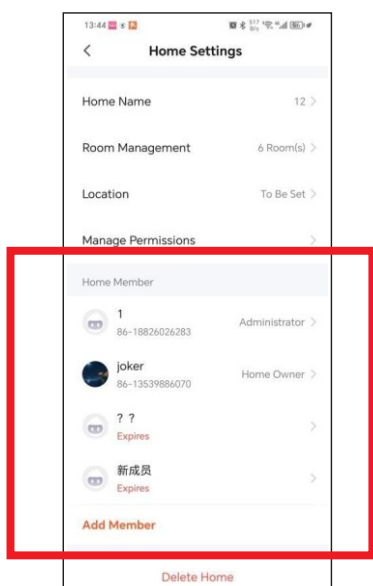 13:44
Home Settings
Home Name 12 >
Room Management 6 Room(s) >
Location To Be Set >
Manage Permissions >
Home Member
1
86-18826026283
Administrator >
joker
86-13539886070
Home Owner >
? ?
Expires
>
新成员
Expires
>
Add Member
Delete Home